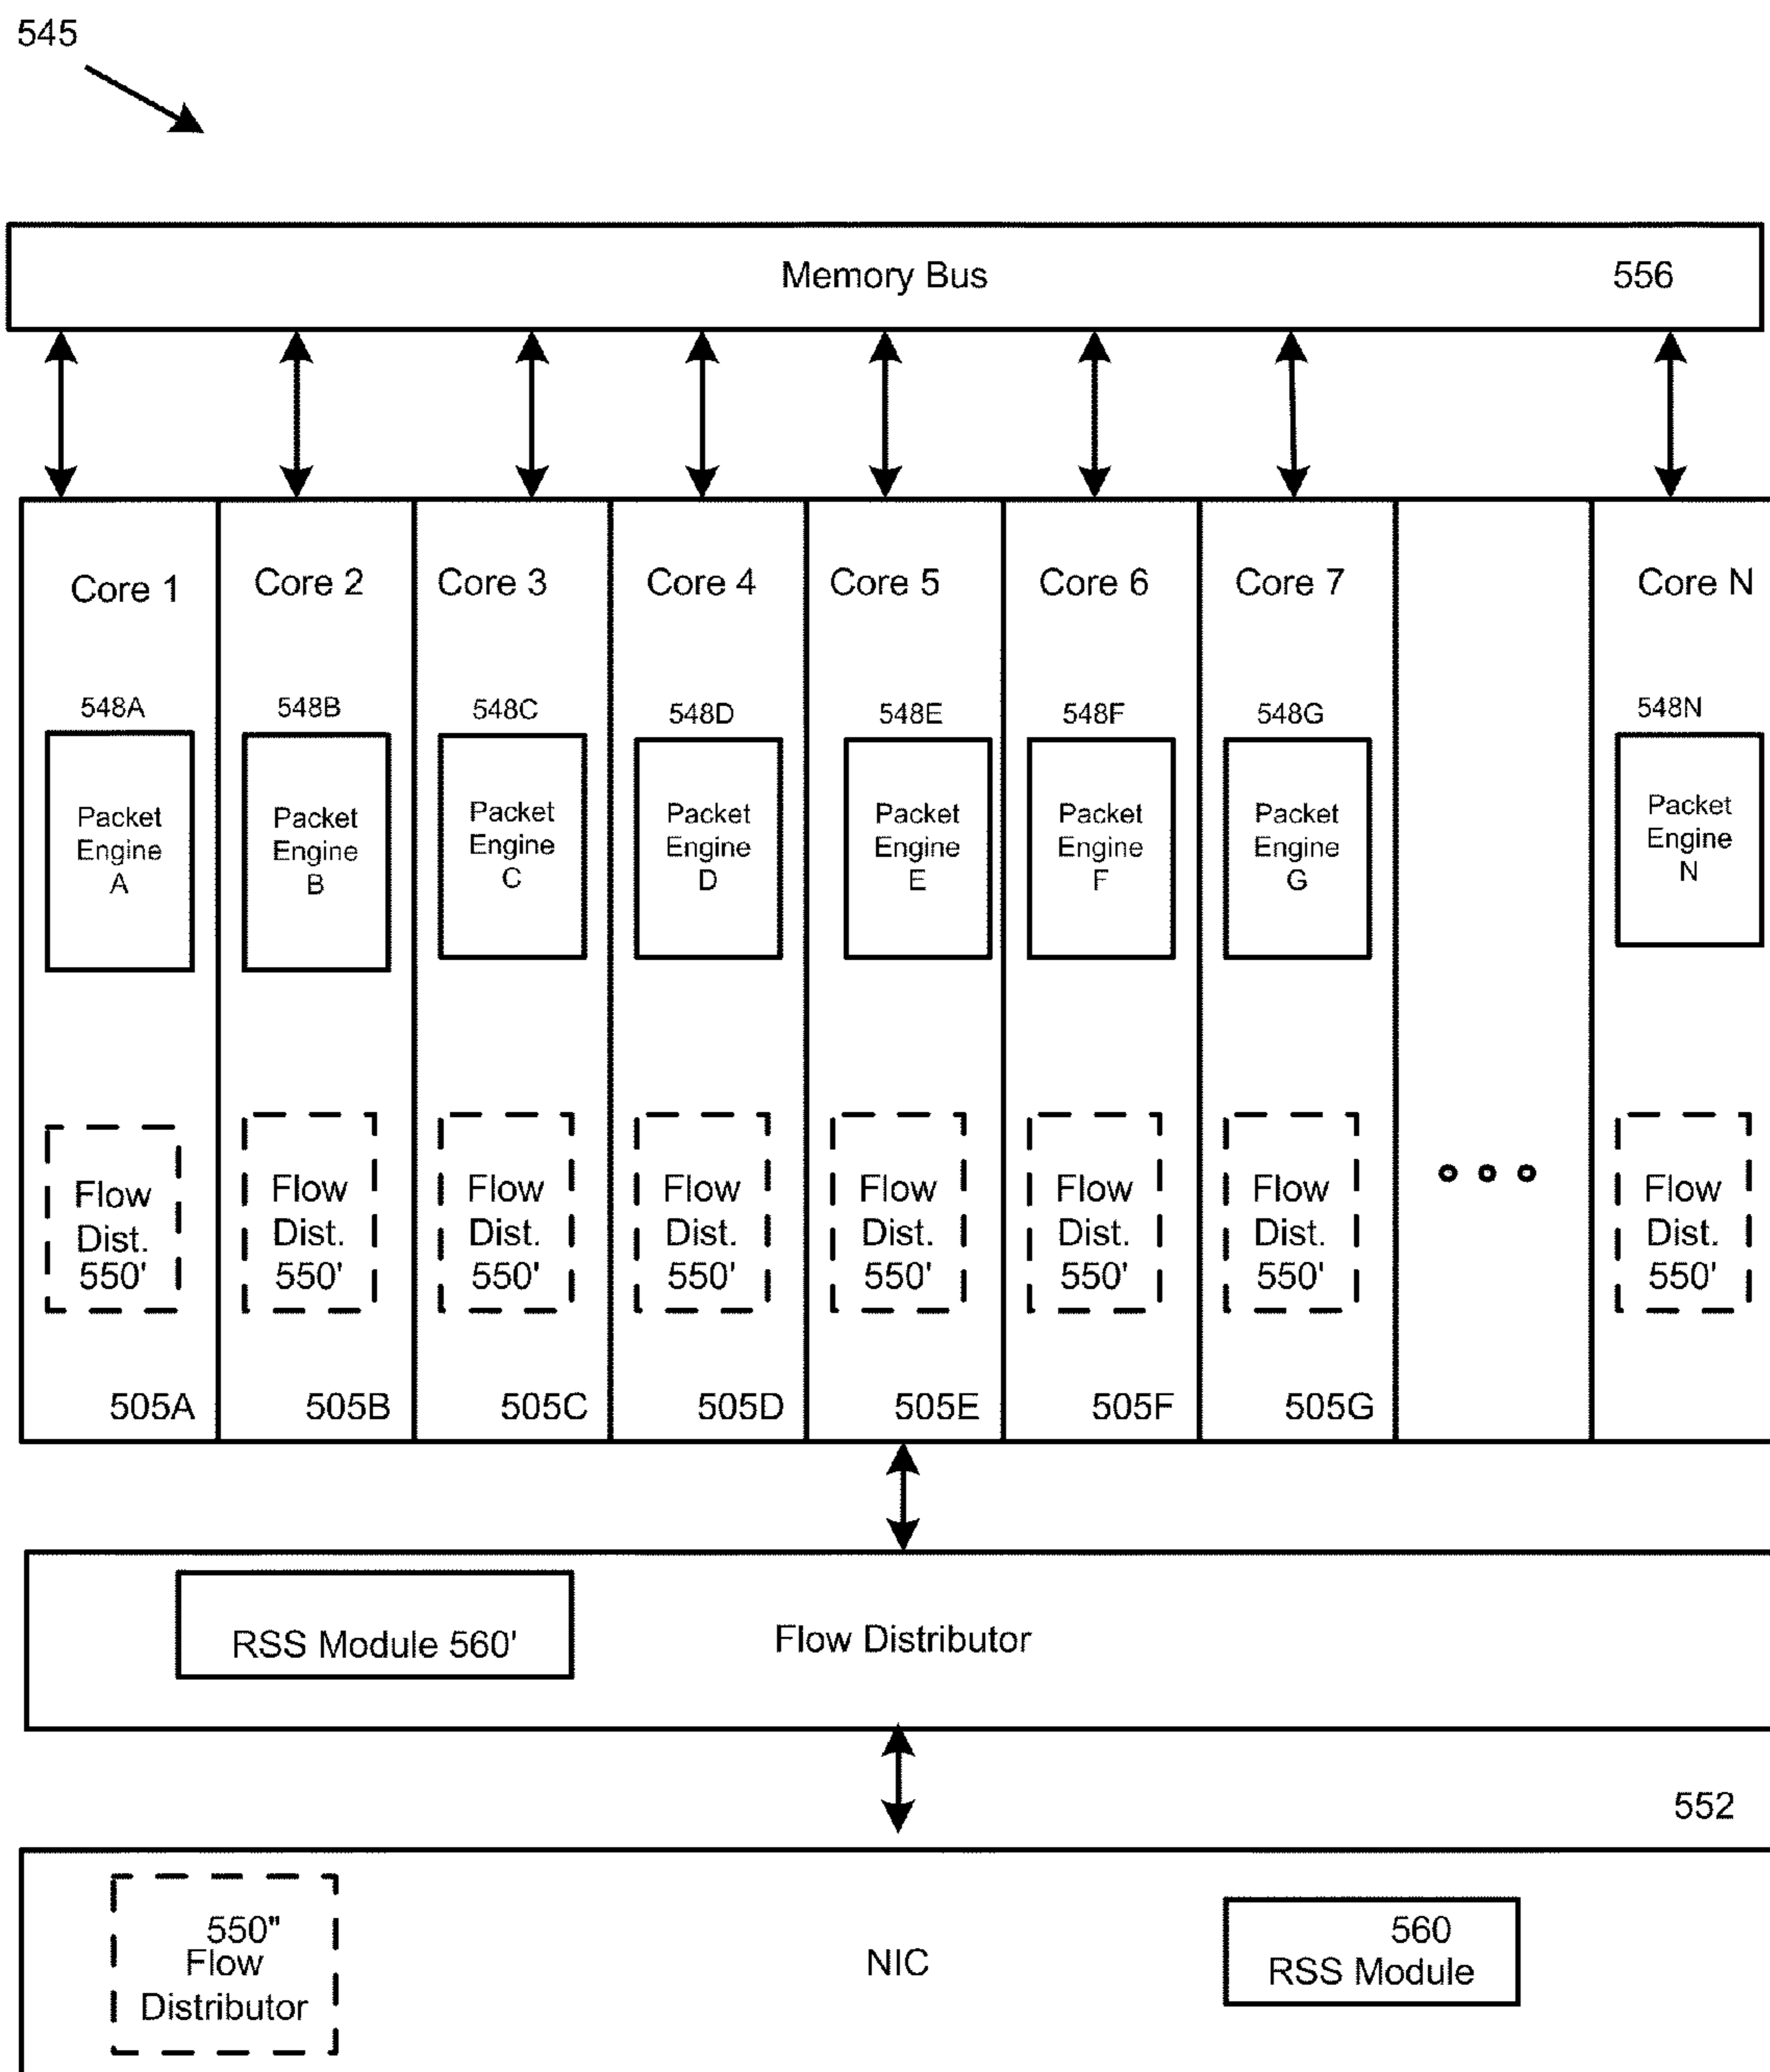 545
Memory Bus 556
Core 1 Core 2 Core 3 Core 4 Core 5 Core 6 Core 7 Core N
548A 548B 548C 548D 548E 548F 548G 548N
Packet
Engine
A
Packet
Engine
B
Packet
Engine
C
Packet
Engine
D
Packet
Engine
E
Packet
Engine
F
Packet
Engine
G
Packet
Engine
N
Flow
Dist.
550'
Flow
Dist.
550'
Flow
Dist.
550'
Flow
Dist.
550'
Flow
Dist.
550'
Flow
Dist.
550'
Flow
Dist.
550'
Flow
Dist.
550'
505A 505B 505C 505D 505E 505F 505G
RSS Module 560' Flow Distributor
552
550"
Flow
Distributor
NIC
560
RSS Module